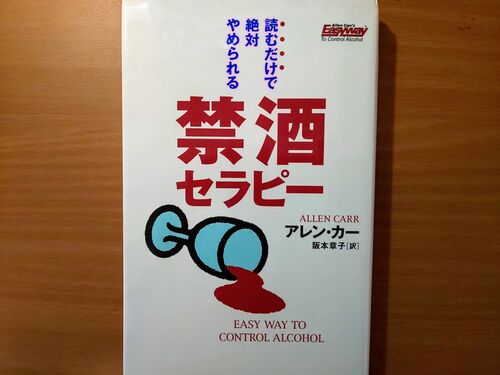 読むだけで
絶対
やめられる
Allen Carr's
Easyway
To Control Alcohol
禁酒
セラピー
ALLEN CARR
アレン・カー
阪本章子[訳]
EASY WAY TO
CONTROL ALCOHOL